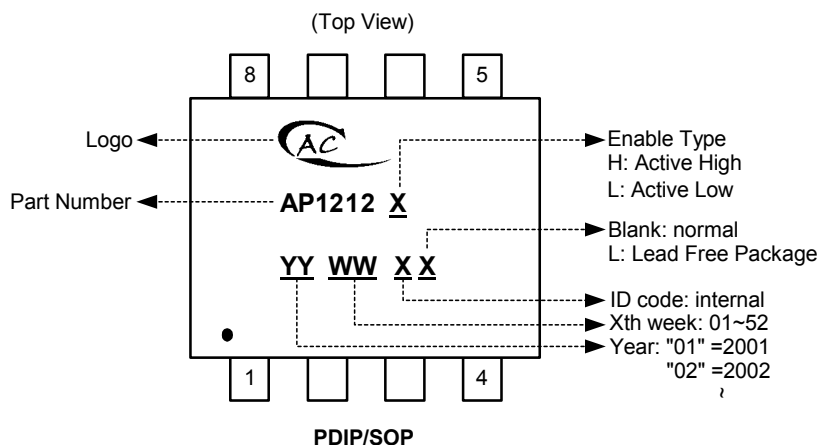 (Top View)
8 5
Logo
AC
Enable Type
H: Active High
L: Active Low
Part Number
AP1212 X
Blank: normal
L: Lead Free Package
YY WW X X
ID code: internal
Xth week: 01~52
Year: "01" =2001
"02" =2002
~
1 4
PDIP/SOP